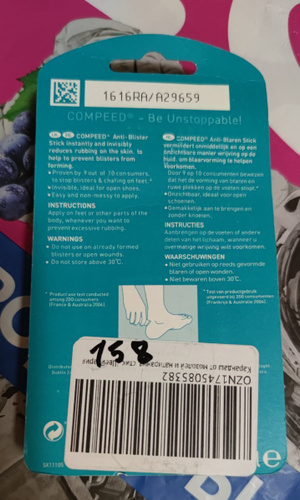 1616RA/A29659
COMPEED® - Be Unstoppable!
COMPEED® Anti-Blister
Stick instantly and invisibly
reduces rubbing on the skin, to
help to prevent blisters from
forming.
• Proven by 9 out of 10 consumers,
to stop blisters & chafing on feet.*
• Invisible, ideal for open shoes.
• Easy and non-messy to apply.
INSTRUCTIONS
Apply on feet or other parts of the
body, whenever you want to
prevent excessive rubbing.
WARNINGS
• Do not use on already formed
blisters or open wounds.
• Do not store above 30°C.
* Product use test conducted
among 200 consumers
(France & Australia 2004).
COMPEED® Anti-Blaren Stick
vermindert onmiddellijk en op een
onzichtbare manier wrijving op de
huid, om blaarvorming te helpen
Voorkomen.
• Door 9 op 10 consumenten bewezen
dat het de vorming van blaren en
ruwe plekken op de voeten stopt.*
• Onzichtbaar, ideaal voor open
schoenen.
• Gemakkelijk aan te brengen en
zonder knoeien.
INSTRUCTIES
Aanbrengen op de voeten of andere
delen van het lichaam, wanneer u
overmatige wrijving wilt voorkomen.
WAARSCHUWINGEN
• Niet gebruiken op reeds gevormde
blaren of open wonden.
• Niet bewaren boven 30°C.
158
OZN1745085382